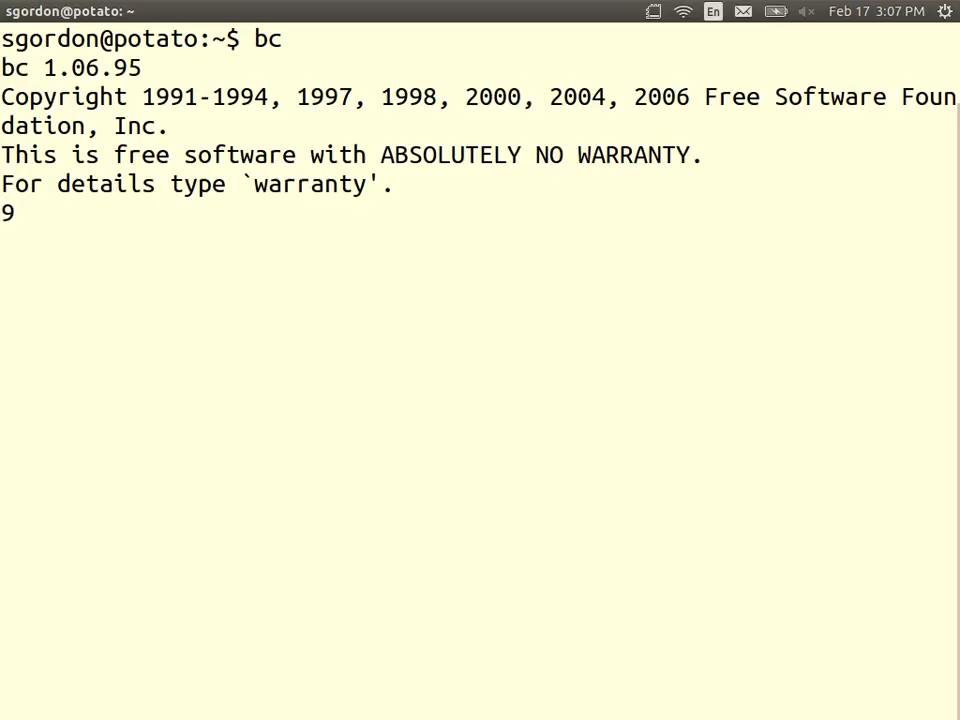 sgordon@potato: ~
En
Feb 17 3:07 PM
sgordon@potato:~$ bc
bc 1.06.95
Copyright 1991-1994, 1997, 1998, 2000, 2004, 2006 Free Software Foun
dation, Inc.
This is free software with ABSOLUTELY NO WARRANTY.
For details type `warranty'.
9